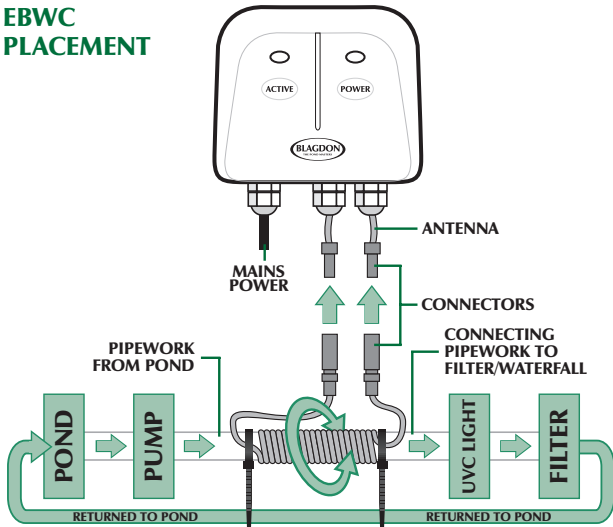 EBWC
PLACEMENT
ACTIVE
POWER
BLAGDON
ANTENNA
MAINS
POWER
CONNECTORS
PIPEWORK
FROM POND
CONNECTING
PIPEWORK TO
FILTER/WATERFALL
POND
PUMP
UVC LIGHT
FILTER
RETURNED TO POND
RETURNED TO POND